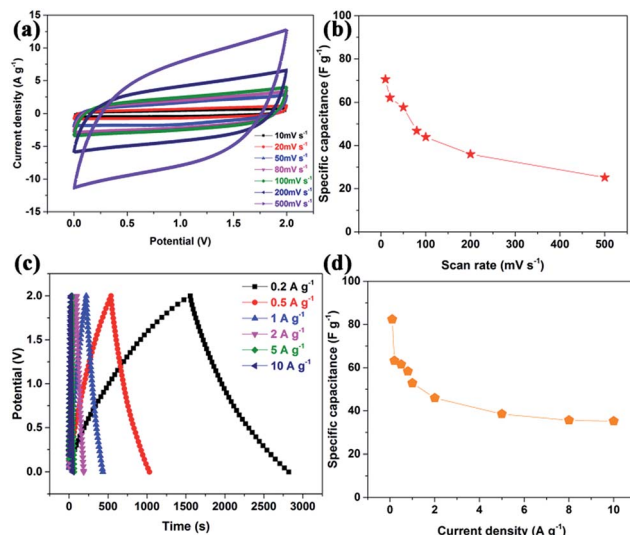 (a)
Current density (A g⁻¹)
15
10
5
0
-5
-10
-15
0.0
0.5
1.0
1.5
2.0
Potential (V)
10mV s⁻¹
20mV s⁻¹
50mV s⁻¹
80mV s⁻¹
100mV s⁻¹
200mV s⁻¹
500mV s⁻¹
(b)
Specific capacitance (F g⁻¹)
100
80
60
40
20
0
0
100
200
300
400
500
Scan rate (mV s⁻¹)
(c)
Potential (V)
2.0
1.5
1.0
0.5
0.0
0
500
1000
1500
2000
2500
3000
Time (s)
0.2 A g⁻¹
0.5 A g⁻¹
1 A g⁻¹
2 A g⁻¹
5 A g⁻¹
10 A g⁻¹
(d)
Specific capacitance (F g⁻¹)
100
80
60
40
20
0
0
2
4
6
8
10
Current density (A g⁻¹)